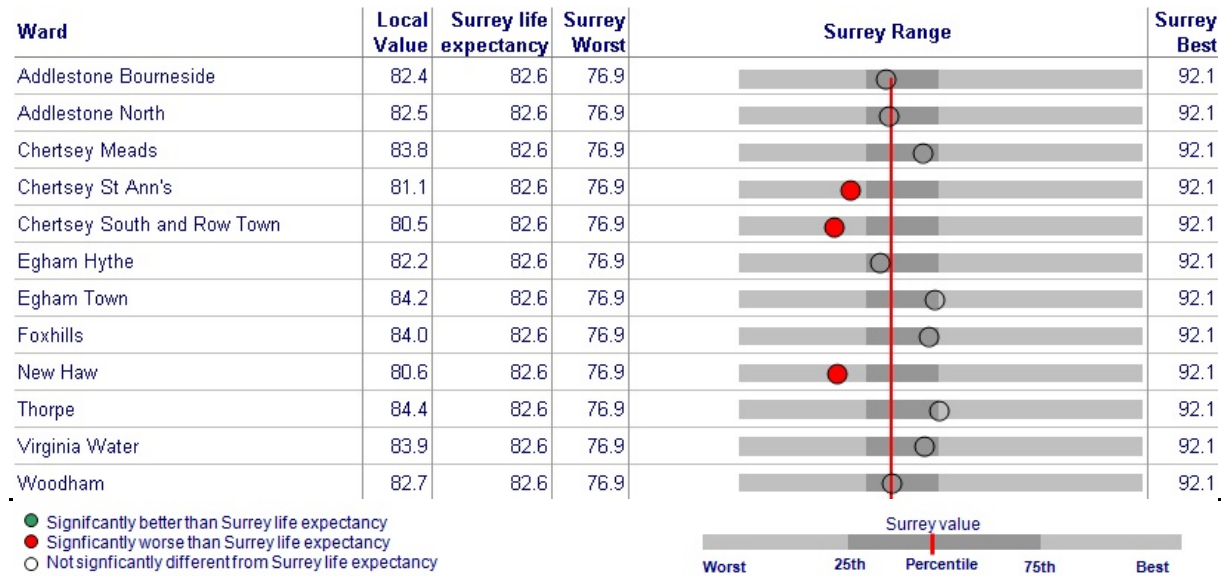 Ward Local Value Surrey life expectancy Surrey Worst Surrey Range Surrey Best
Addlestone Bourneside 82.4 82.6 76.9 92.1
Addlestone North 82.5 82.6 76.9 92.1
Chertsey Meads 83.8 82.6 76.9 92.1
Chertsey St Ann's 81.1 82.6 76.9 92.1
Chertsey South and Row Town 80.5 82.6 76.9 92.1
Egham Hythe 82.2 82.6 76.9 92.1
Egham Town 84.2 82.6 76.9 92.1
Foxhills 84.0 82.6 76.9 92.1
New Haw 80.6 82.6 76.9 92.1
Thorpe 84.4 82.6 76.9 92.1
Virginia Water 83.9 82.6 76.9 92.1
Woodham 82.7 82.6 76.9 92.1
Signifcantly better than Surrey life expectancy
Signficantly worse than Surrey life expectancy
Not signficantly different from Surrey life expectancy
Surrey value
Worst 25th Percentile 75th Best